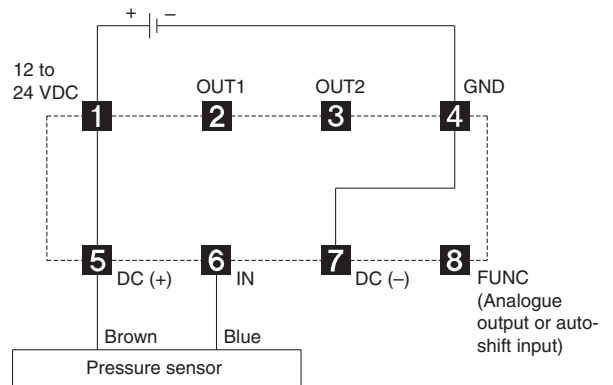 + –
12 to
24 VDC
OUT1
OUT2
GND
1
2
3
4
5
6
7
8
DC (+)
IN
DC (–)
FUNC
(Analogue
output or auto-
shift input)
Brown
Blue
Pressure sensor